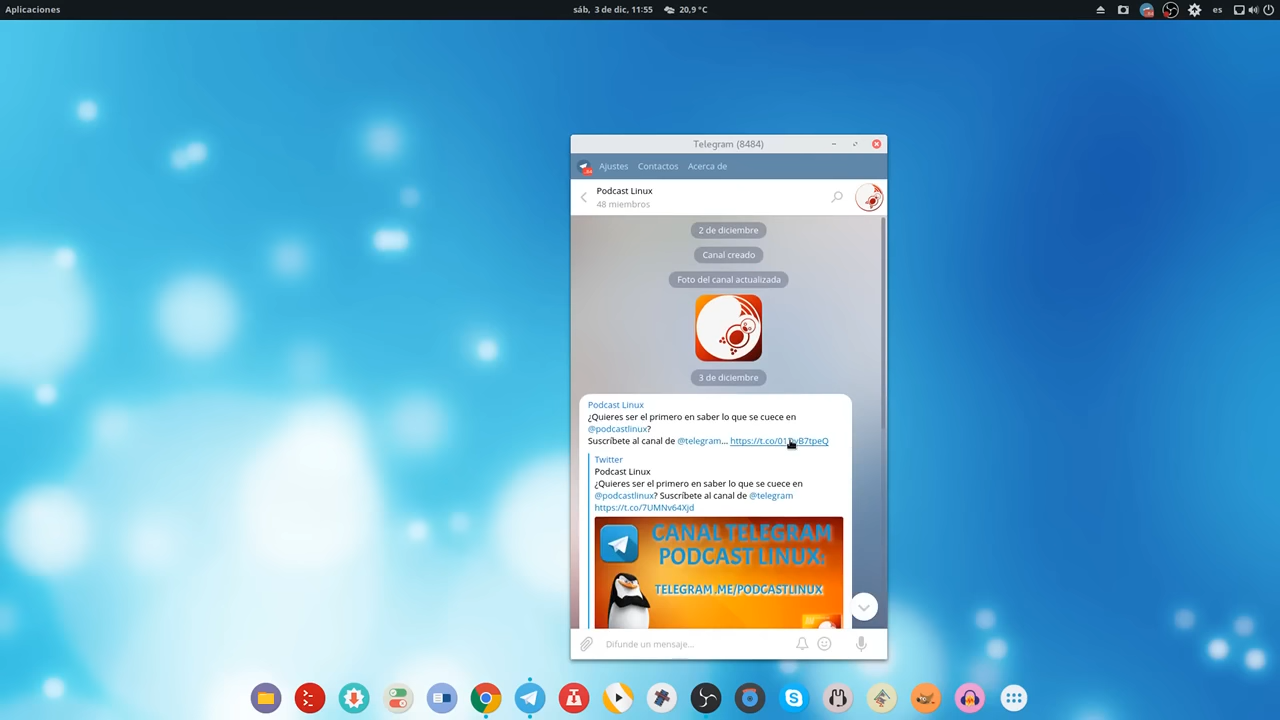 Aplicaciones
sáb, 3 de dic, 11:55
20,9 °C
es
Telegram (8484)
Ajustes Contactos Acerca de
Podcast Linux
48 miembros
2 de diciembre
Canal creado
Foto del canal actualizada
3 de diciembre
Podcast Linux
¿Quieres ser el primero en saber lo que se cuece en
@podcastlinux?
Suscríbete al canal de @telegram...
Twitter
Podcast Linux
¿Quieres ser el primero en saber lo que se cuece en
@podcastlinux? Suscríbete al canal de @telegram
https://t.co/7UMNv64Xjd
CANAL TELEGRAM
PODCAST LINUX:
TELEGRAM.ME/PODCASTLINUX
Difunde un mensaje...